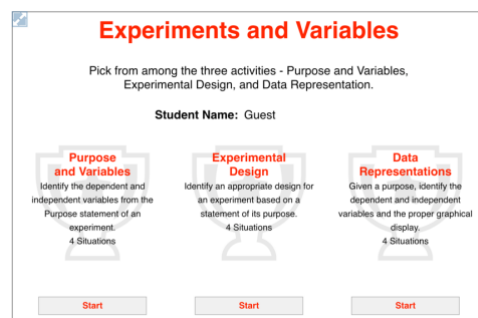 Experiments and Variables
Pick from among the three activities - Purpose and Variables,
Experimental Design, and Data Representation.
Student Name: Guest
Purpose
and Variables
Identify the dependent and
independent variables from the
Purpose statement of an
experiment.
4 Situations
Experimental
Design
Identify an appropriate design for
an experiment based on a
statement of its purpose.
4 Situations
Data
Representations
Given a purpose, identify the
dependent and independent
variables and the proper graphical
display.
4 Situations
Start
Start
Start